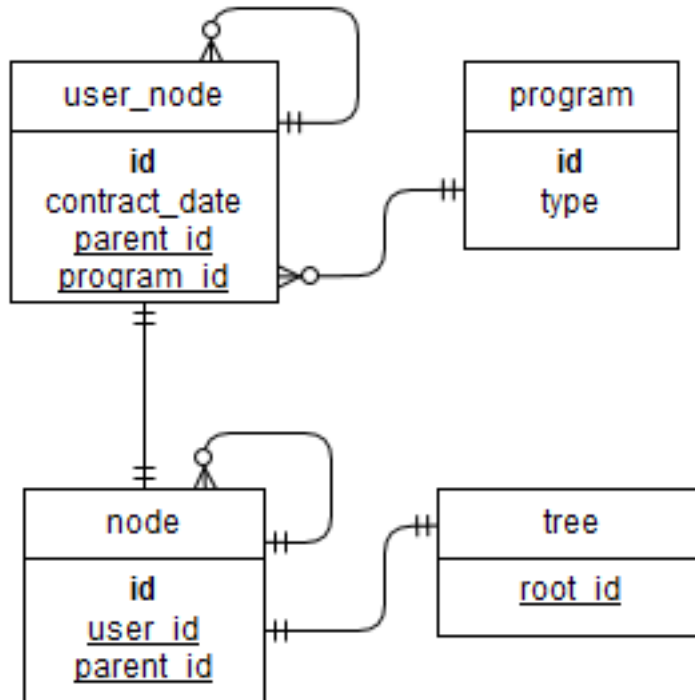 user_node
id
contract_date
parent_id
program_id
program
id
type
node
id
user_id
parent_id
tree
root_id